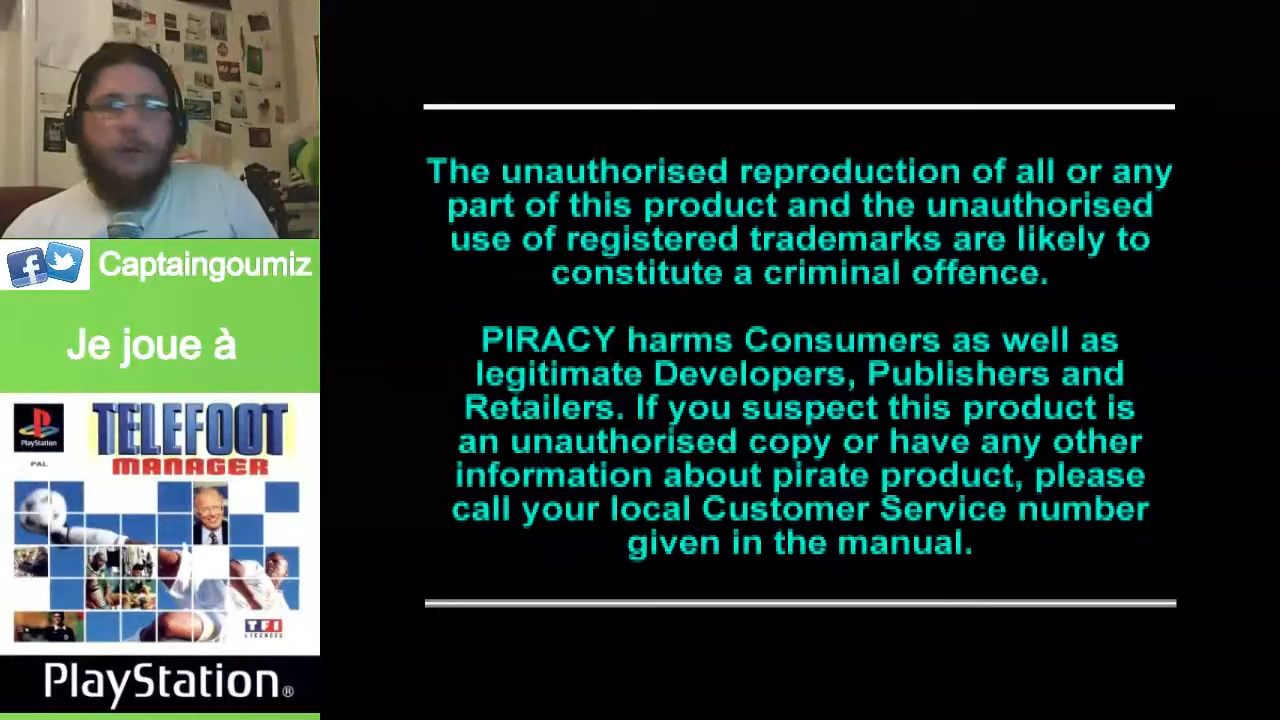 Captaingoumiz
Je joue à
PlayStation
PAL
TELEFOOT
MANAGER
TF1
LICENCES
PlayStation®
The unauthorised reproduction of all or any
part of this product and the unauthorised
use of registered trademarks are likely to
constitute a criminal offence.
PIRACY harms Consumers as well as
legitimate Developers, Publishers and
Retailers. If you suspect this product is
an unauthorised copy or have any other
information about pirate product, please
call your local Customer Service number
given in the manual.